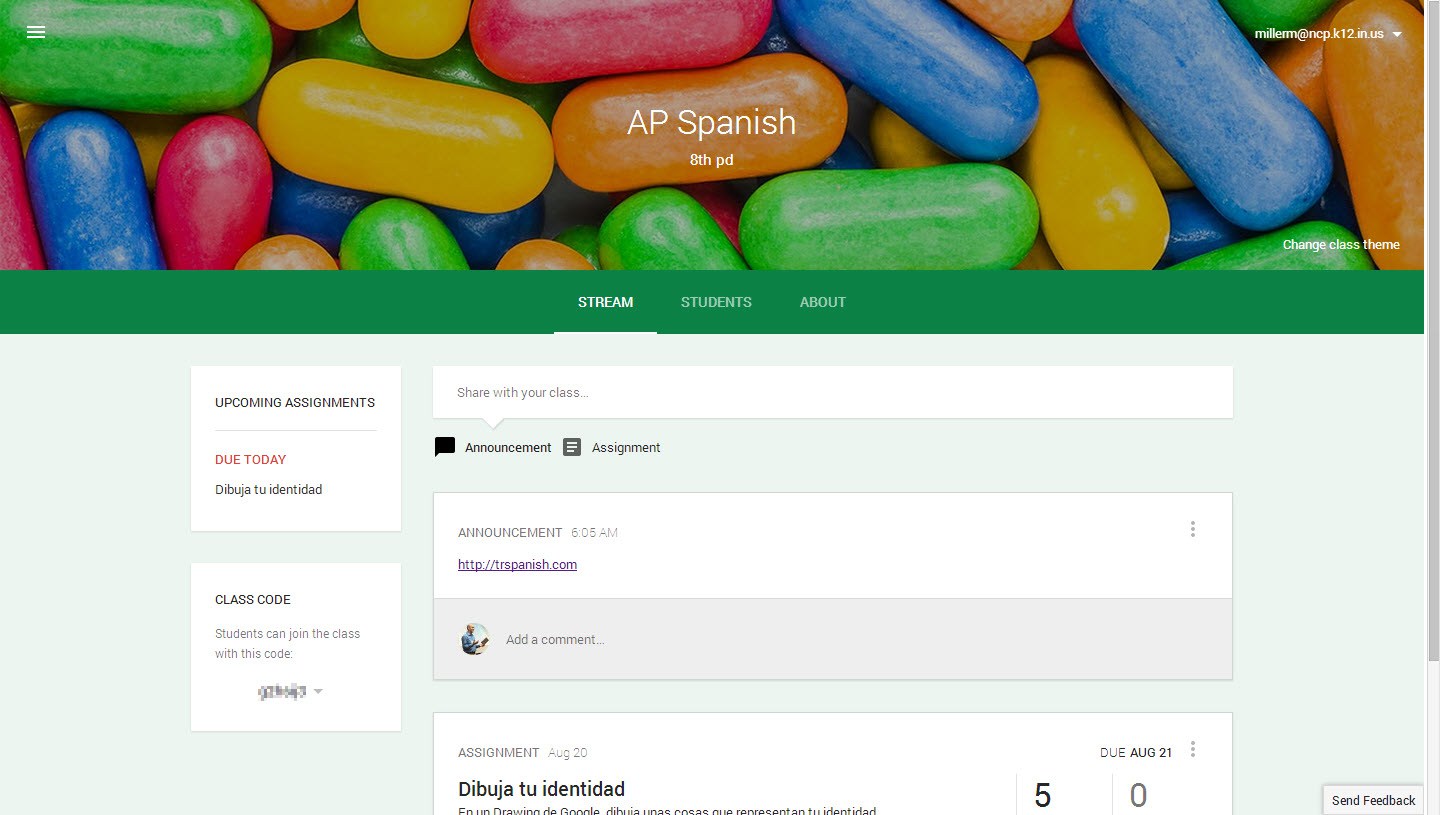 millerm@ncp.k12.in.us
AP Spanish
8th pd
Change class theme
STREAM
STUDENTS
ABOUT
UPCOMING ASSIGNMENTS
DUE TODAY
Dibuja tu identidad
CLASS CODE
Students can join the class
with this code:
Share with your class...
Announcement
Assignment
ANNOUNCEMENT 6:05 AM
http://trspanish.com
Add a comment...
ASSIGNMENT Aug 20
DUE AUG 21
Dibuja tu identidad
5
0
En un Drawing de Google, dibuja unas cosas que representan tu identidad
Send Feedback